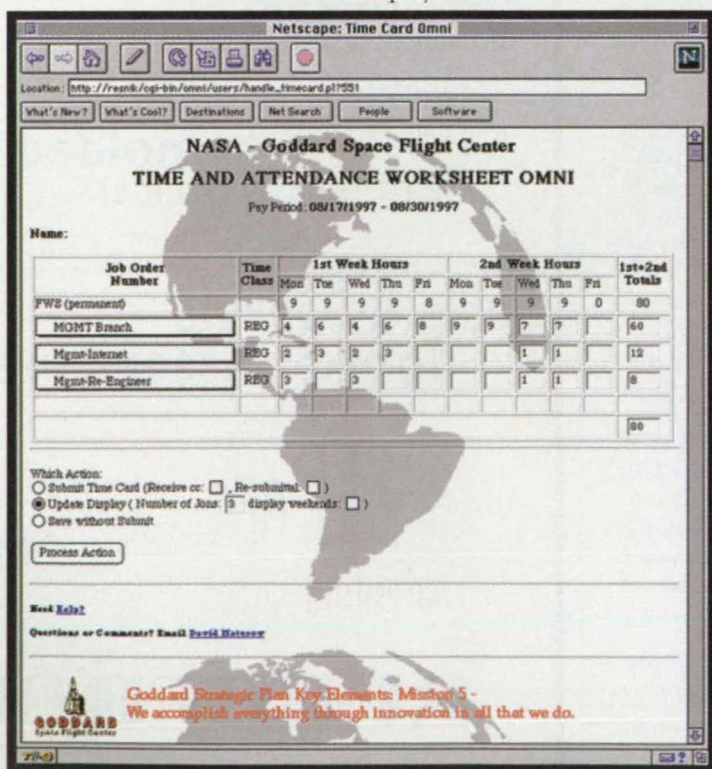 Netscape: Time Card Omni
N
Location: http://resnik/cgi-bin/omni/users/handle_timecard.pl?551
What's New? What's Cool? Destinations Net Search People Software
NASA - Goddard Space Flight Center
TIME AND ATTENDANCE WORKSHEET OMNI
Pay Period: 08/17/1997 - 08/30/1997
Name:
Job Order Number Time Class 1st Week Hours 2nd Week Hours 1st+2nd Totals
Mon Tue Wed Thu Fri Mon Tue Wed Thu Fri
FWS (permanent) 9 9 9 9 8 9 9 9 9 0 80
MGMT Branch REG 4 6 4 6 8 9 9 7 7 60
Mgmt-Internet REG 2 3 2 3 1 1 12
Mgmt-Re-Engineer REG 3 3 1 1 8
80
Which Action:
Submit Time Card (Receive cc: , Re-submittal: )
Update Display ( Number of Jons: 3 display weekends: )
Save without Submit
Process Action
Need Help?
Questions or Comments? Email David Matusow
Goddard Strategic Plan Key Elements: Mission 5 -
We accomplish everything through innovation in all that we do.
GODDARD
Space Flight Center